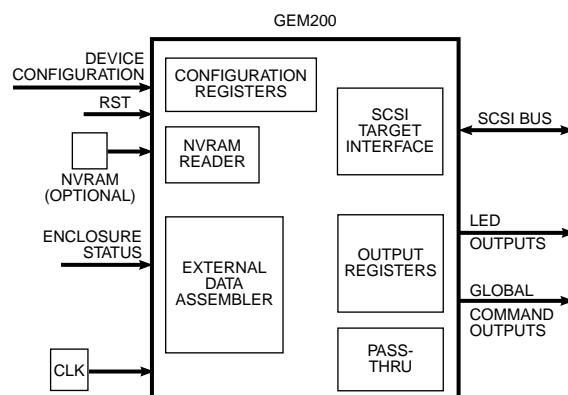 GEM200
DEVICE
CONFIGURATION
RST
NVRAM
(OPTIONAL)
ENCLOSURE
STATUS
CLK
CONFIGURATION
REGISTERS
NVRAM
READER
EXTERNAL
DATA
ASSEMBLER
SCSI
TARGET
INTERFACE
OUTPUT
REGISTERS
PASS-
THRU
SCSI BUS
LED
OUTPUTS
GLOBAL
COMMAND
OUTPUTS